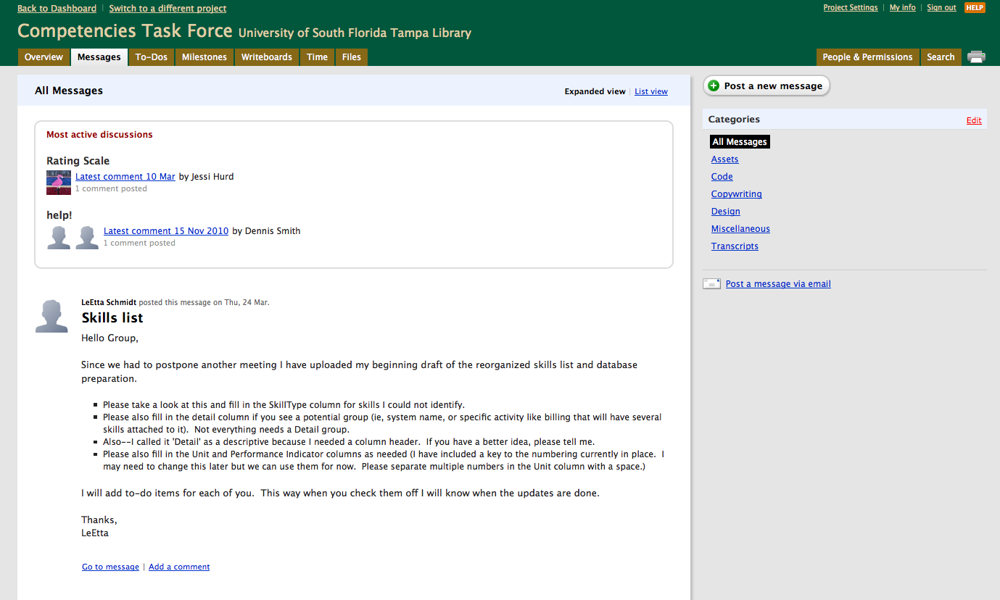 Back to Dashboard | Switch to a different project
Project Settings | My info | Sign out HELP
Competencies Task Force University of South Florida Tampa Library
Overview Messages To-Dos Milestones Writeboards Time Files
People & Permissions Search
All Messages
Expanded view | List view
Most active discussions
Rating Scale
Latest comment 10 Mar by Jessi Hurd
1 comment posted
help!
Latest comment 15 Nov 2010 by Dennis Smith
1 comment posted
LeEtta Schmidt posted this message on Thu, 24 Mar.
Skills list
Hello Group,
Since we had to postpone another meeting I have uploaded my beginning draft of the reorganized skills list and database
preparation.
Please take a look at this and fill in the SkillType column for skills I could not identify.
Please also fill in the detail column if you see a potential group (ie, system name, or specific activity like billing that will have several
skills attached to it).  Not everything needs a Detail group.
Also--I called it 'Detail' as a descriptive because I needed a column header.  If you have a better idea, please tell me.
Please also fill in the Unit and Performance Indicator columns as needed (I have included a key to the numbering currently in place.  I
may need to change this later but we can use them for now.  Please separate multiple numbers in the Unit column with a space.)
I will add to-do items for each of you.  This way when you check them off I will know when the updates are done.
Thanks,
LeEtta
Go to message | Add a comment
Post a new message
Categories
Edit
All Messages
Assets
Code
Copywriting
Design
Miscellaneous
Transcripts
Post a message via email